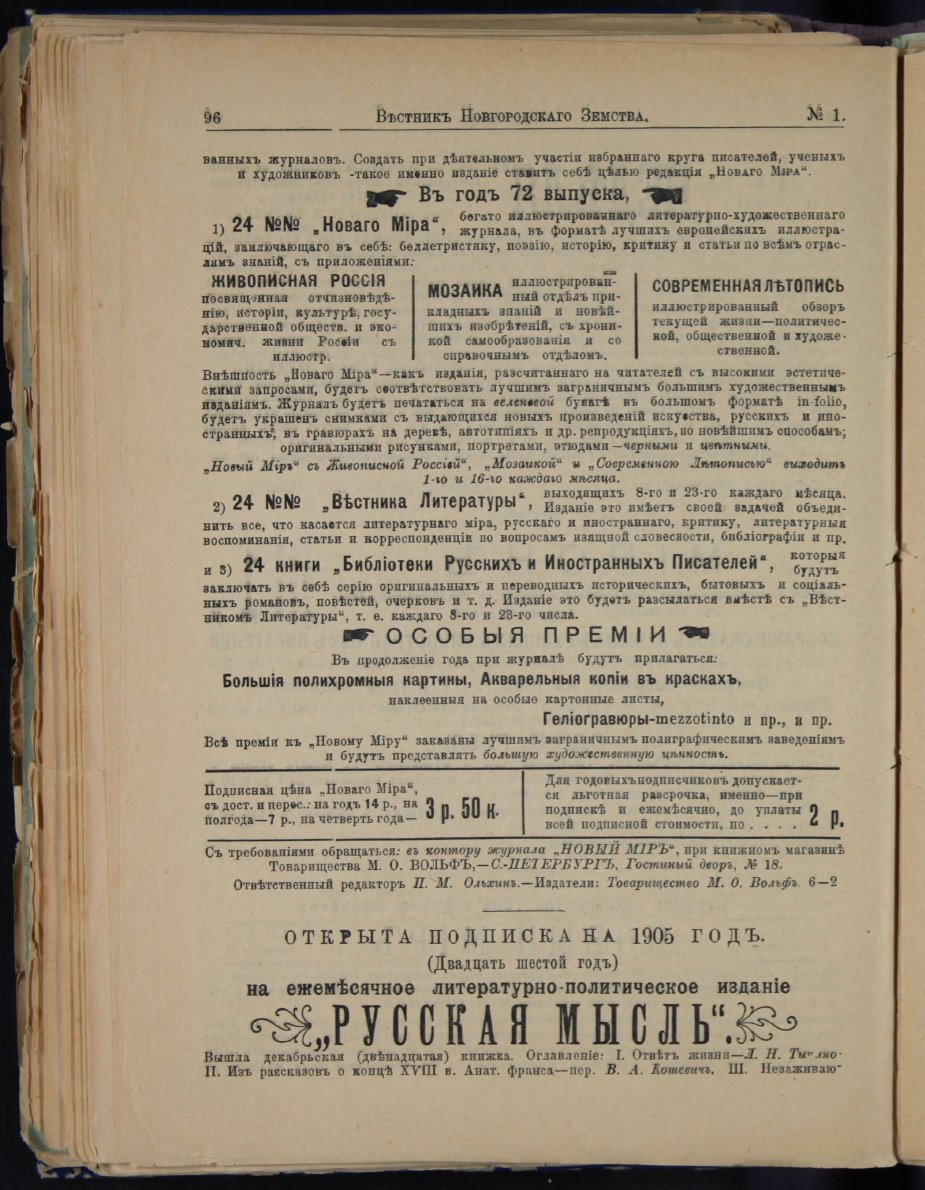 96
Вѣстникъ Новгородскаго Земства.
№ 1.
ванныхъ журналовъ. Создать при дѣятельномъ участіи избраннаго круга писателей, ученыхъ
и художниковъ -такое именно изданіе ставитъ себѣ цѣлью редакція „Новаго Міра“.
Въ годъ 72 выпуска,
1) 24 №№ „Новаго Міра“, богато иллюстрированнаго литературно-художественнаго
журнала, въ форматѣ лучшихъ европейскихъ иллюстра-
цій, заключающаго въ себѣ: беллетристику, поэзію, исторію, критику и статьи по всѣмъ отрас-
лямъ знаній, съ приложеніями:
ЖИВОПИСНАЯ РОССІЯ
посвященная отчизновѣдѣ-
нію, исторіи, культурѣ, госу-
дарственной обществ. и эко-
номич. жизни Россіи съ
иллюстр.
МОЗАИКА иллюстрирован-
ный отдѣлъ при-
кладныхъ знаній и новѣй-
шихъ изобрѣтеній, съ хрони-
кой самообразованія и со
справочнымъ отдѣломъ.
СОВРЕМЕННАЯ ЛѢТОПИСЬ
иллюстрированный обзоръ
текущей жизни—политичес-
кой, общественной и художе-
ственной.
Внѣшность „Новаго Міра“—какъ изданія, разсчитаннаго на читателей съ высокими эстетиче-
скими запросами, будетъ соотвѣтствовать лучшимъ заграничнымъ большимъ художественнымъ
изданіямъ. Журналъ будетъ печататься на веленевой бумагѣ въ большомъ форматѣ in-folio,
будетъ украшенъ снимками съ выдающихся новыхъ произведеній искуства, русскихъ и ино-
странныхъ, въ гравюрахъ на деревѣ, автотипіяхъ и др. репродукціяхъ, по новѣйшимъ способамъ;
оригинальными рисунками, портретами, этюдами—черными и цвѣтными.
„Новый Міръ“ съ Живописной Россіей“, „Мозаикой“ и „Современною Лѣтописью“ выходитъ
1-го и 16-го каждаго мѣсяца.
2) 24 №№ „Вѣстника Литературы“, выходящихъ 8-го и 23-го каждаго мѣсяца.
Изданіе это имѣетъ своей задачей объеди-
нить все, что касается литературнаго міра, русскаго и иностраннаго, критику, литературныя
воспоминанія, статьи и корреспонденціи по вопросамъ изящной словесности, библіографіи и пр.
и 3) 24 книги „Библіотеки Русскихъ и Иностранныхъ Писателей“, которыя
будутъ
заключать въ себѣ серію оригинальныхъ и переводныхъ историческихъ, бытовыхъ и соціаль-
ныхъ романовъ, повѣстей, очерковъ и т. д. Изданіе это будетъ разсылаться вмѣстѣ съ „Вѣст-
никомъ Литературы“, т. е. каждаго 8-го и 23-го числа.
ОСОБЫЯ ПРЕМІИ
Въ продолженіе года при журналѣ будутъ прилагаться:
Большія полихромныя картины, Акварельныя копіи въ краскахъ,
наклеенныя на особые картонные листы,
Геліогравюры-mezzotinto и пр., и пр.
Всѣ преміи къ „Новому Міру“ заказаны лучшимъ заграничнымъ полиграфическимъ заведеніямъ
и будутъ представлять большую художественную цѣнность.
Подписная цѣна „Новаго Міра“,
съ дост. и перес.: на годъ 14 р., на
полгода—7 р., на четверть года— 3 р. 50 к.
Для годовыхъ подписчиковъ допускает-
ся льготная разсрочка, именно—при
подпискѣ и ежемѣсячно, до уплаты
всей подписной стоимости, по . . . . 2 р.
Съ требованіями обращаться: въ контору журнала „НОВЫЙ МІРЪ“, при книжномъ магазинѣ
Товарищества М. О. ВОЛЬФЪ,—С.-ПЕТЕРБУРГЪ, Гостиный дворъ, № 18.
Отвѣтственный редакторъ П. М. Ольхинъ.—Издатели: Товарищество М. О. Вольфъ. 6—2
ОТКРЫТА ПОДПИСКА НА 1905 ГОДЪ.
(Двадцать шестой годъ)
на ежемѣсячное литературно-политическое изданіе
„РУССКАЯ МЫСЛЬ“.
Вышла декабрьская (двѣнадцатая) книжка. Оглавленіе: I. Отвѣтъ жизни—Л. Н.
II. Изъ разсказовъ о концѣ XVIII в. Анат. франса—пер. В. А. Кошевичъ. Ш. Незаживаю-